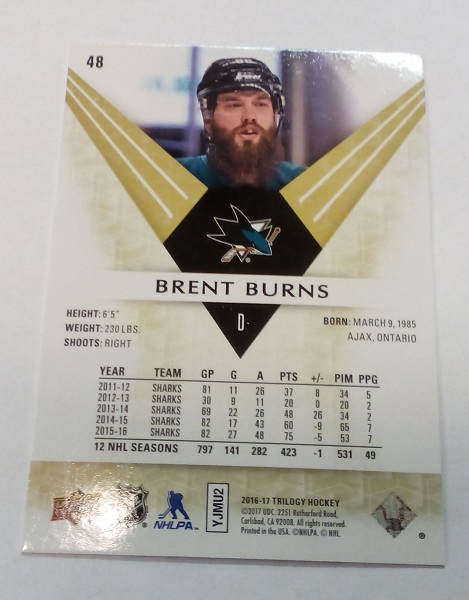 48
BRENT BURNS
D
HEIGHT: 6'5"
WEIGHT: 230 LBS.
SHOOTS: RIGHT
BORN: MARCH 9, 1985
AJAX, ONTARIO
YEAR TEAM GP G A PTS +/- PIM PPG
2011-12 SHARKS 81 11 26 37 8 34 5
2012-13 SHARKS 30 9 11 20 0 20 2
2013-14 SHARKS 69 22 26 48 26 34 2
2014-15 SHARKS 82 17 43 60 -9 65 7
2015-16 SHARKS 82 27 48 75 -5 53 7
12 NHL SEASONS 797 141 282 423 -1 531 49
NHLPA
YJMU2
2016-17 TRILOGY HOCKEY
©2017 UDC. 2251 Rutherford Road,
Carlsbad, CA 92008. All rights reserved.
Printed in the USA. ©NHLPA. © NHL.
®